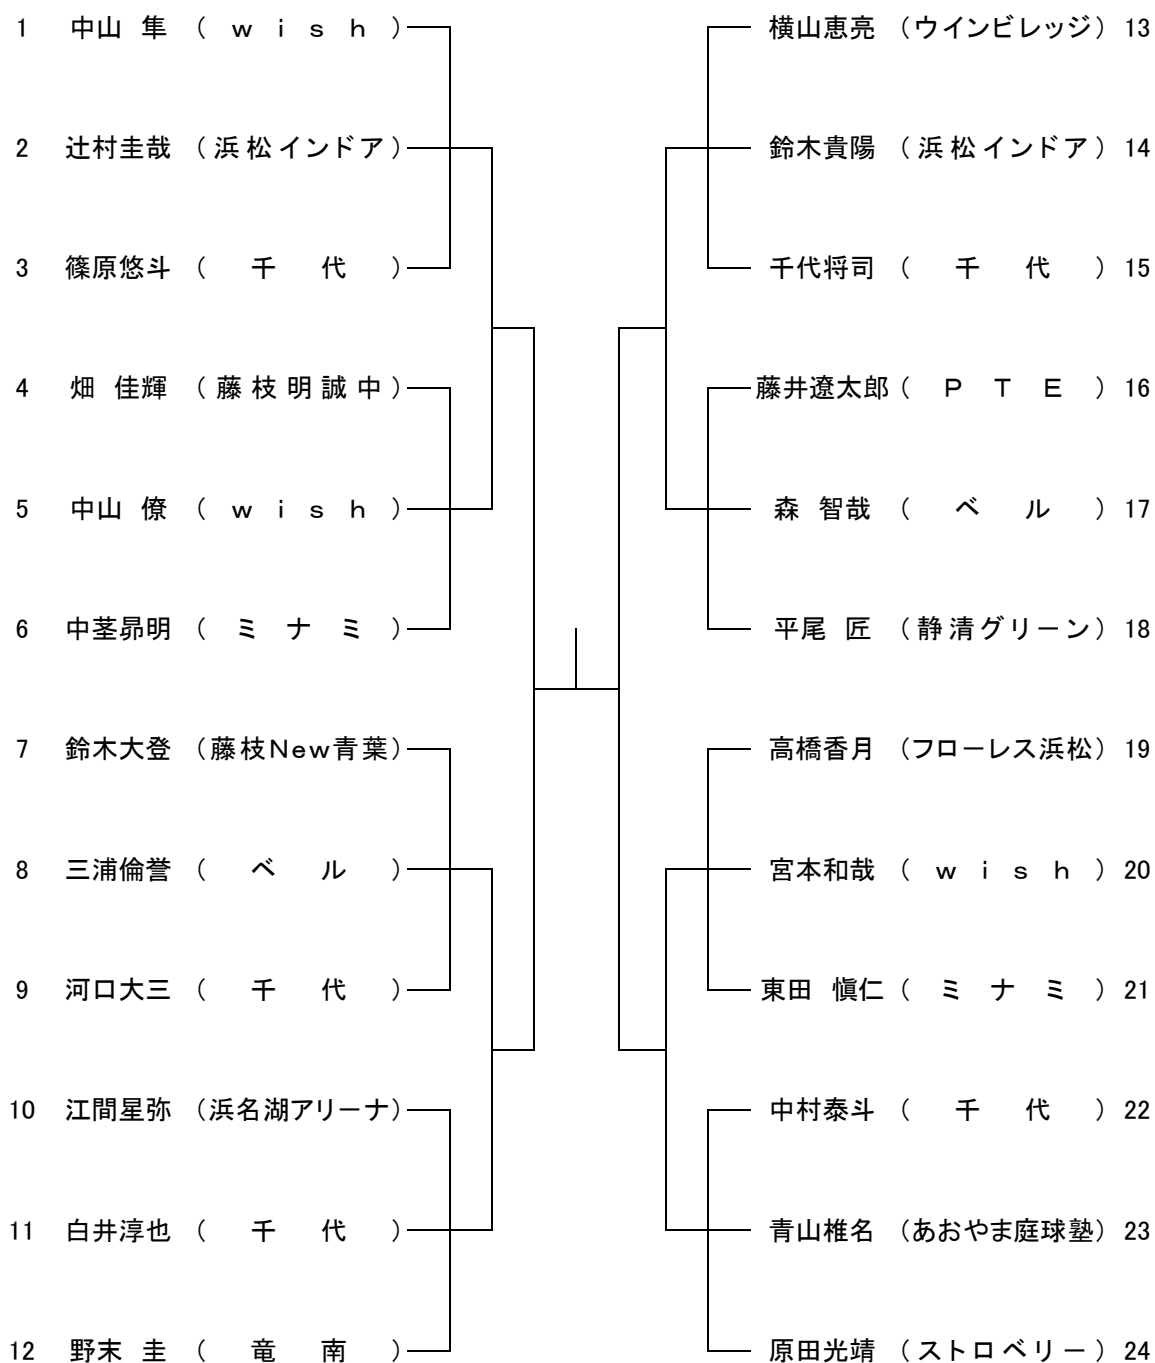 1 中山 隼 （ｗｉｓｈ）
2 辻村圭哉 （浜松インドア）
3 篠原悠斗 （千代）
4 畑 佳輝 （藤枝明誠中）
5 中山 僚 （ｗｉｓｈ）
6 中茎昴明 （ミナミ）
7 鈴木大登 （藤枝New青葉）
8 三浦倫誉 （ベル）
9 河口大三 （千代）
10 江間星弥 （浜名湖アリーナ）
11 白井淳也 （千代）
12 野末 圭 （竜南）
横山恵亮 （ウインビレッジ） 13
鈴木貴陽 （浜松インドア） 14
千代将司 （千代） 15
藤井遼太郎 （ＰＴＥ） 16
森 智哉 （ベル） 17
平尾 匠 （静清グリーン） 18
高橋香月 （フローレス浜松） 19
宮本和哉 （ｗｉｓｈ） 20
東田 愼仁 （ミナミ） 21
中村泰斗 （千代） 22
青山椎名 （あおやま庭球塾） 23
原田光靖 （ストロベリー） 24